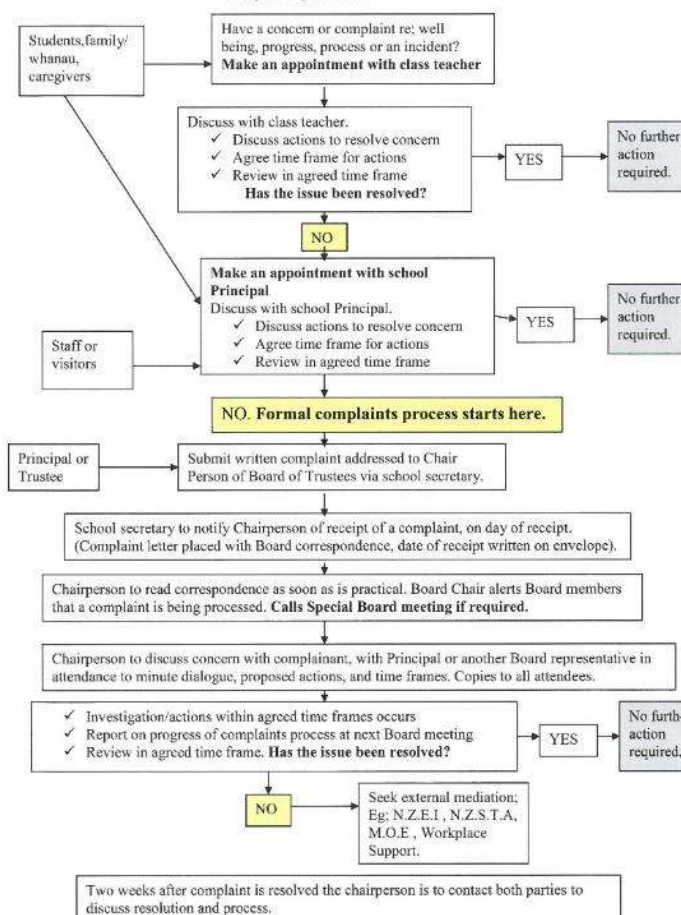 Have a concern or complaint re; well
being, progress, process or an incident?
Make an appointment with class teacher
Students,family/
whanau,
caregivers
Discuss with class teacher.
✓ Discuss actions to resolve concern
✓ Agree time frame for actions
✓ Review in agreed time frame
Has the issue been resolved?
YES
No further
action
required.
NO
Make an appointment with school
Principal
Discuss with school Principal.
✓ Discuss actions to resolve concern
✓ Agree time frame for actions
✓ Review in agreed time frame
YES
No further
action
required.
Staff or
visitors
NO. Formal complaints process starts here.
Principal or
Trustee
Submit written complaint addressed to Chair
Person of Board of Trustees via school secretary.
School secretary to notify Chairperson of receipt of a complaint, on day of receipt.
(Complaint letter placed with Board correspondence, date of receipt written on envelope).
Chairperson to read correspondence as soon as is practical. Board Chair alerts Board members
that a complaint is being processed. Calls Special Board meeting if required.
Chairperson to discuss concern with complainant, with Principal or another Board representative in
attendance to minute dialogue, proposed actions, and time frames. Copies to all attendees.
✓ Investigation/actions within agreed time frames occurs
✓ Report on progress of complaints process at next Board meeting
✓ Review in agreed time frame. Has the issue been resolved?
YES
No furth
action
required.
NO
Seek external mediation;
Eg; N.Z.E.I , N.Z.S.T.A,
M.O.E , Workplace
Support.
Two weeks after complaint is resolved the chairperson is to contact both parties to
discuss resolution and process.